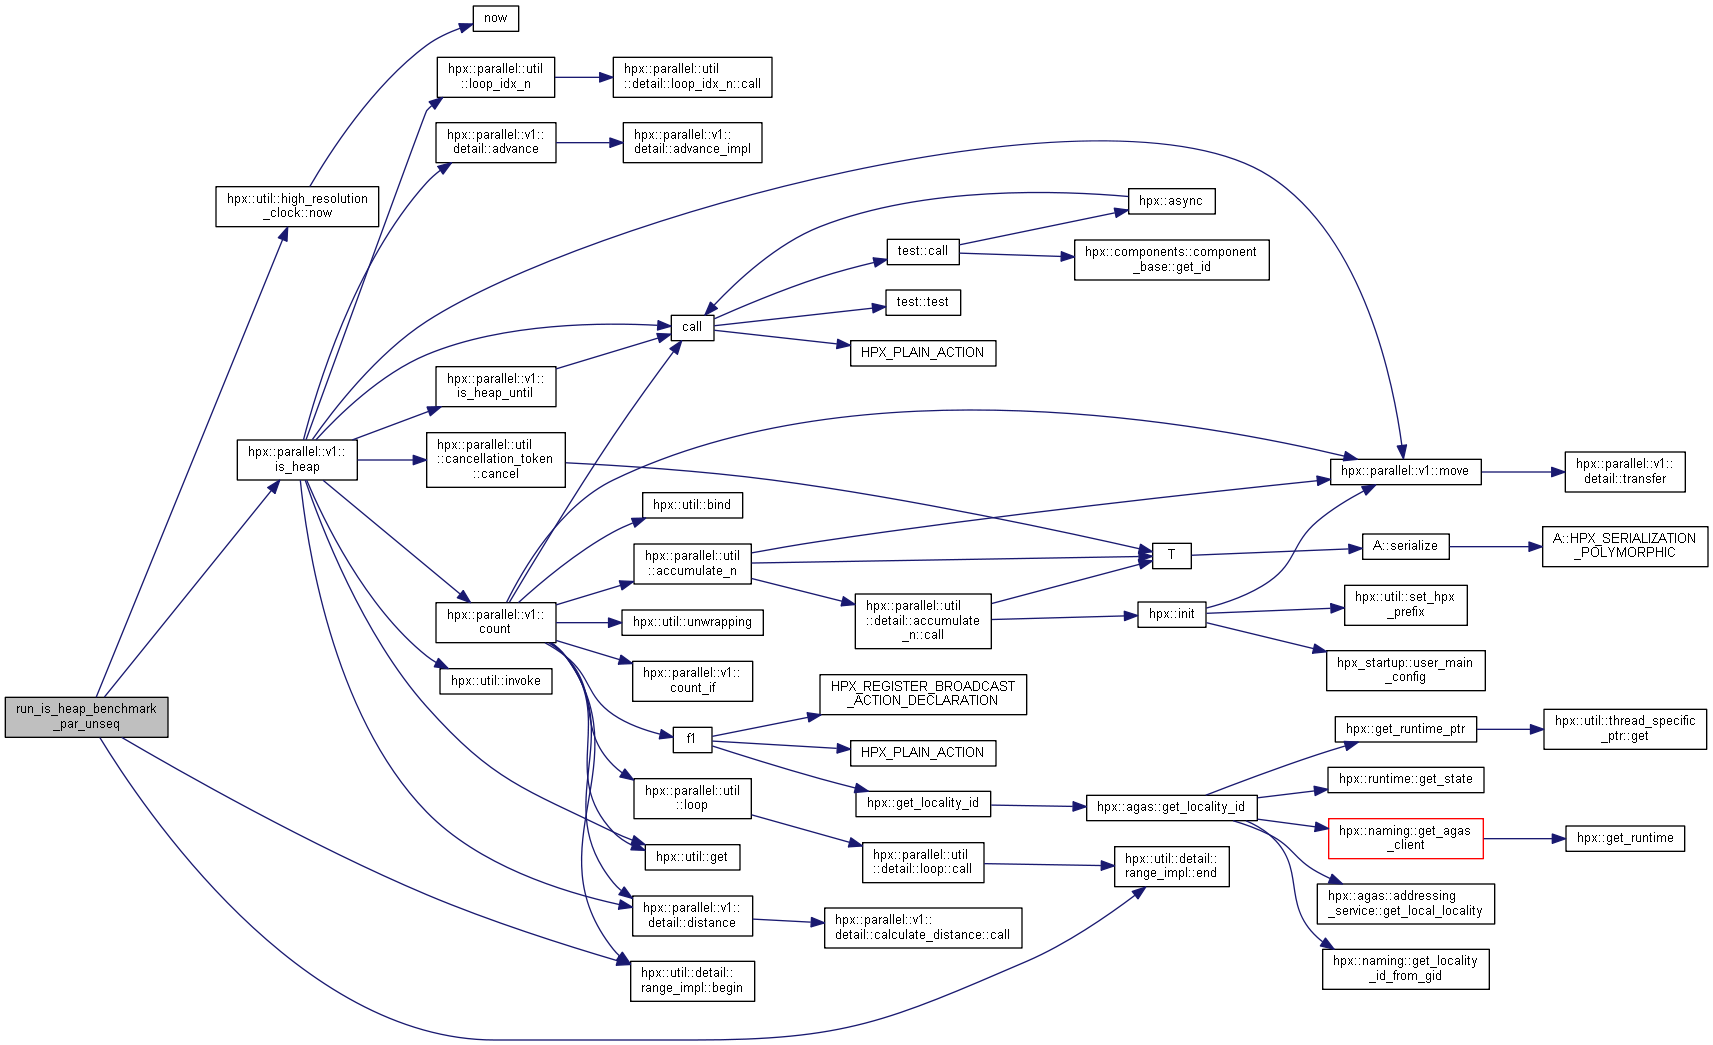 now
hpx::parallel::util
::loop_idx_n
hpx::parallel::util
::detail::loop_idx_n::call
hpx::parallel::v1::
detail::advance
hpx::parallel::v1::
detail::advance_impl
hpx::util::high_resolution
_clock::now
hpx::async
test::call
hpx::components::component
_base::get_id
test::test
call
HPX_PLAIN_ACTION
hpx::parallel::v1::
is_heap_until
hpx::parallel::v1::
is_heap
hpx::parallel::util
::cancellation_token
::cancel
hpx::parallel::v1::move
hpx::parallel::v1::
detail::transfer
hpx::util::bind
hpx::parallel::util
::accumulate_n
T
A::serialize
A::HPX_SERIALIZATION
_POLYMORPHIC
hpx::parallel::v1::
count
hpx::util::unwrapping
hpx::parallel::util
::detail::accumulate
_n::call
hpx::init
hpx::util::set_hpx
_prefix
hpx_startup::user_main
_config
hpx::util::invoke
hpx::parallel::v1::
count_if
run_is_heap_benchmark
_par_unseq
HPX_REGISTER_BROADCAST
_ACTION_DECLARATION
f1
HPX_PLAIN_ACTION
hpx::get_runtime_ptr
hpx::util::thread_specific
_ptr::get
hpx::parallel::util
::loop
hpx::get_locality_id
hpx::agas::get_locality_id
hpx::runtime::get_state
hpx::naming::get_agas
_client
hpx::get_runtime
hpx::util::get
hpx::parallel::util
::detail::loop::call
hpx::util::detail::
range_impl::end
hpx::agas::addressing
_service::get_local_locality
hpx::parallel::v1::
detail::distance
hpx::parallel::v1::
detail::calculate_distance::call
hpx::naming::get_locality
_id_from_gid
hpx::util::detail::
range_impl::begin